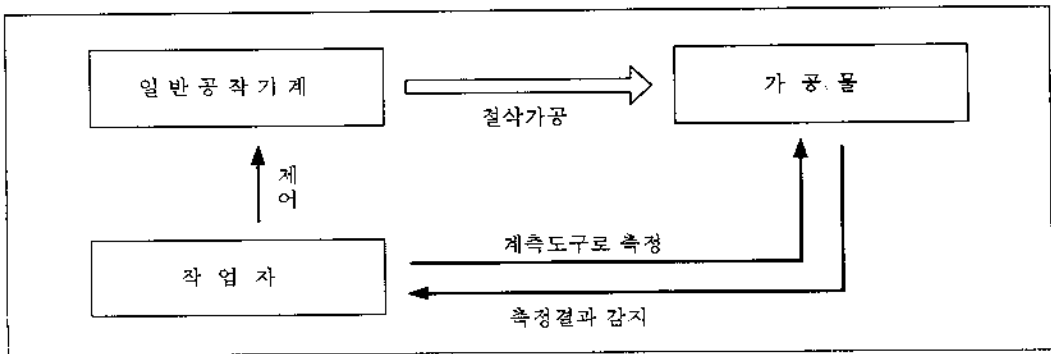 일반공작기계
가공물
철삭가공
제어
계측도구로 측정
작업자
측정결과 감지